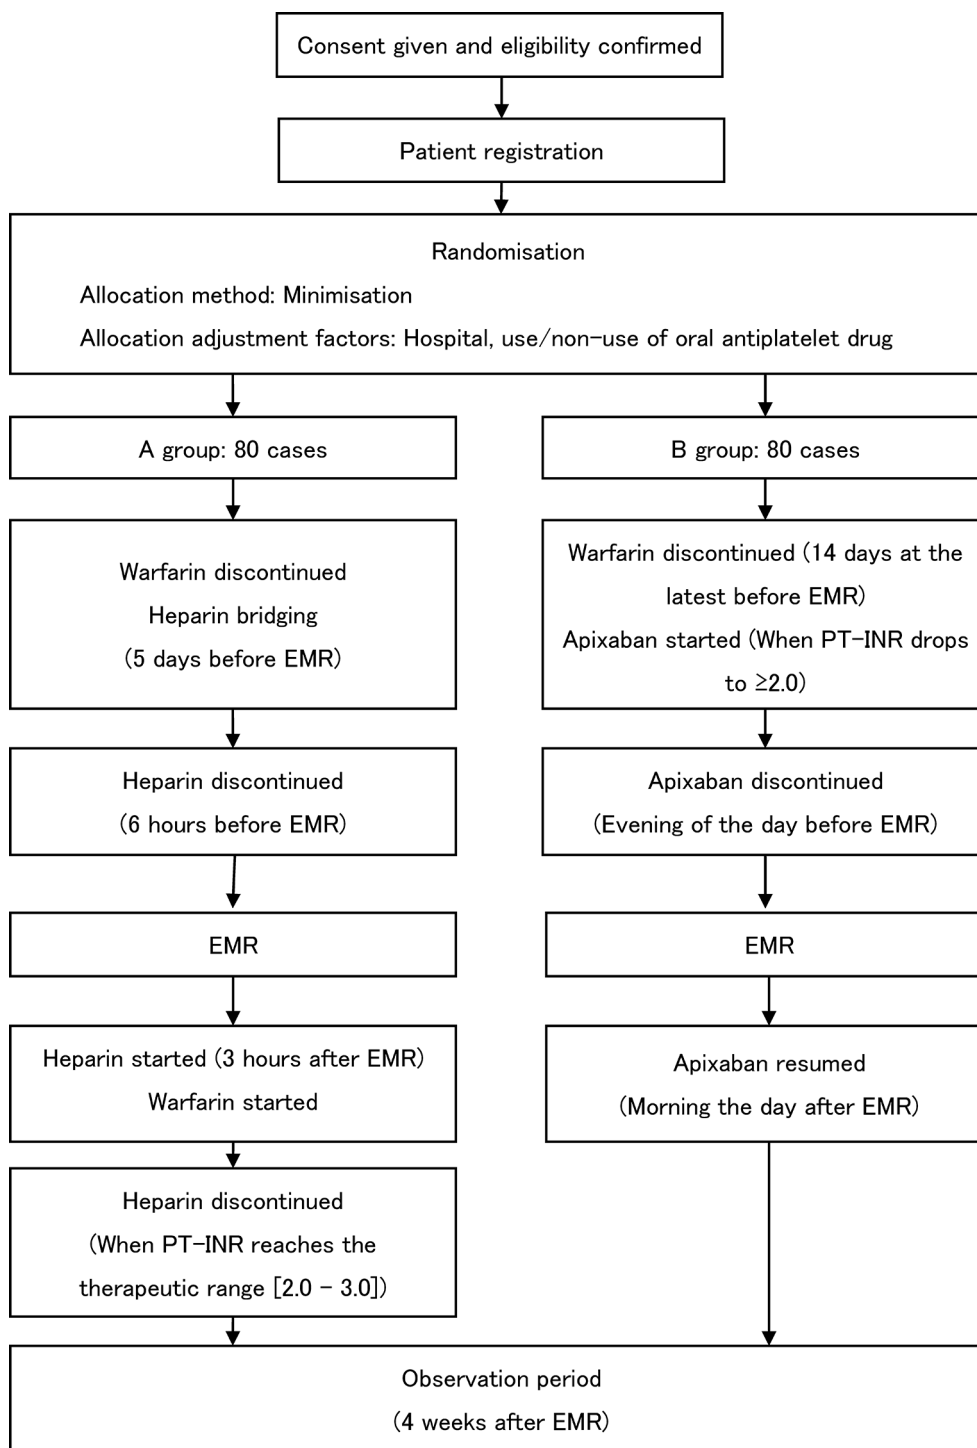 Consent given and eligibility confirmed
Patient registration
Randomisation
Allocation method: Minimisation
Allocation adjustment factors: Hospital, use/non-use of oral antiplatelet drug
A group: 80 cases
B group: 80 cases
Warfarin discontinued
Heparin bridging
(5 days before EMR)
Warfarin discontinued (14 days at the
latest before EMR)
Apixaban started (When PT-INR drops
to ≥2.0)
Heparin discontinued
(6 hours before EMR)
Apixaban discontinued
(Evening of the day before EMR)
EMR
EMR
Heparin started (3 hours after EMR)
Warfarin started
Apixaban resumed
(Morning the day after EMR)
Heparin discontinued
(When PT-INR reaches the
therapeutic range [2.0 - 3.0])
Observation period
(4 weeks after EMR)